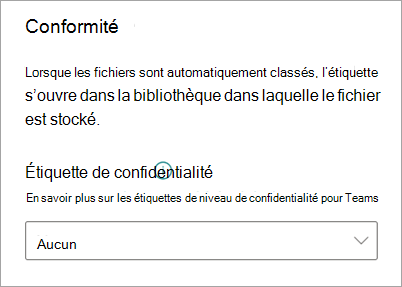 Conformité
Lorsque les fichiers sont automatiquement classés, l'étiquette
s'ouvre dans la bibliothèque dans laquelle le fichier
est stocké.
Étiquette de confidentialité
En savoir plus sur les étiquettes de niveau de confidentialité pour Teams
Aucun